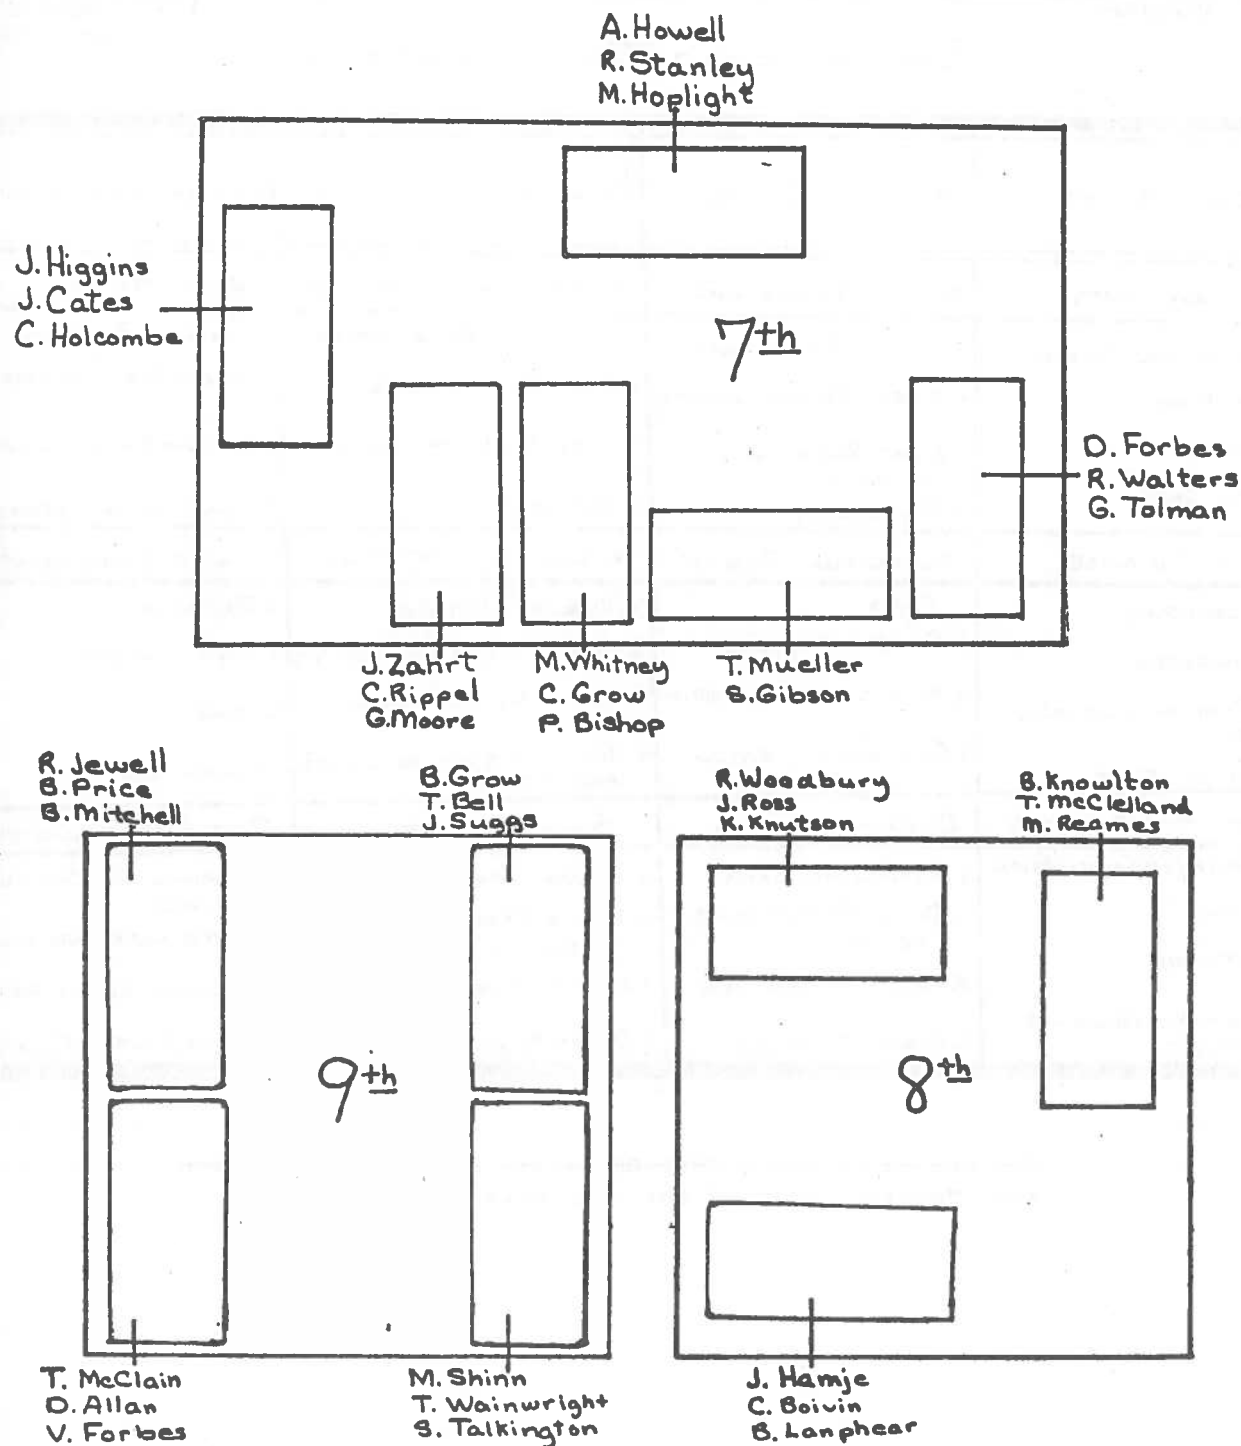 A. Howell
R. Stanley
M. Hoplight
J. Higgins
J. Cates
C. Holcombe
7th
D. Forbes
R. Walters
G. Tolman
J. Zahrt
C. Rippel
G. Moore
M. Whitney
C. Grow
P. Bishop
T. Mueller
S. Gibson
R. Jewell
B. Price
B. Mitchell
B. Grow
T. Bell
J. Suggs
R. Woodbury
J. Ross
K. Knutson
B. Knowlton
T. McClelland
M. Reames
9th
8th
T. McClain
D. Allan
V. Forbes
M. Shinn
T. Wainwright
S. Talkington
J. Hamje
C. Boivin
B. Lanphear